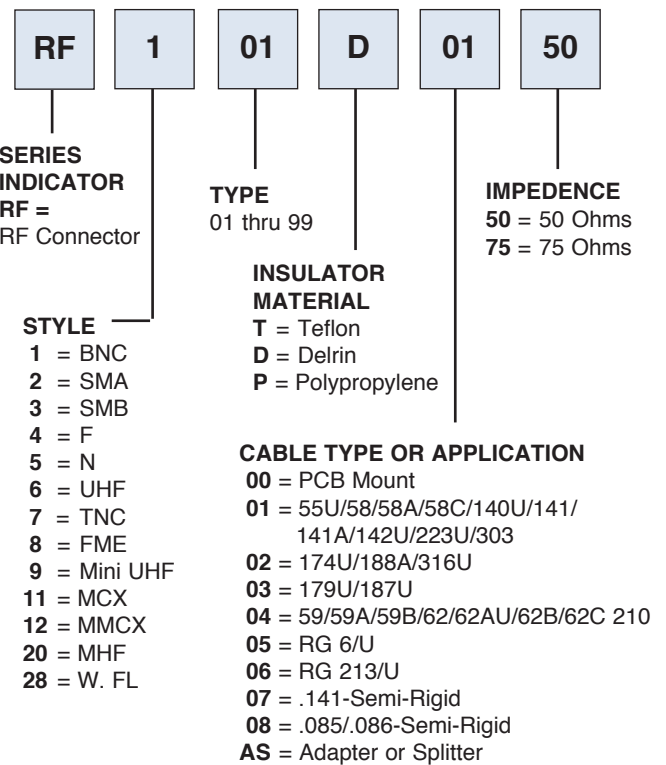 RF 1 01 D 01 50
SERIES
INDICATOR
RF =
RF Connector
TYPE
01 thru 99
IMPEDENCE
50 = 50 Ohms
75 = 75 Ohms
INSULATOR
MATERIAL
T = Teflon
D = Delrin
P = Polypropylene
STYLE
1 = BNC
2 = SMA
3 = SMB
4 = F
5 = N
6 = UHF
7 = TNC
8 = FME
9 = Mini UHF
11 = MCX
12 = MMCX
20 = MHF
28 = W. FL
CABLE TYPE OR APPLICATION
00 = PCB Mount
01 = 55U/58/58A/58C/140U/141/
141A/142U/223U/303
02 = 174U/188A/316U
03 = 179U/187U
04 = 59/59A/59B/62/62AU/62B/62C 210
05 = RG 6/U
06 = RG 213/U
07 = .141-Semi-Rigid
08 = .085/.086-Semi-Rigid
AS = Adapter or Splitter